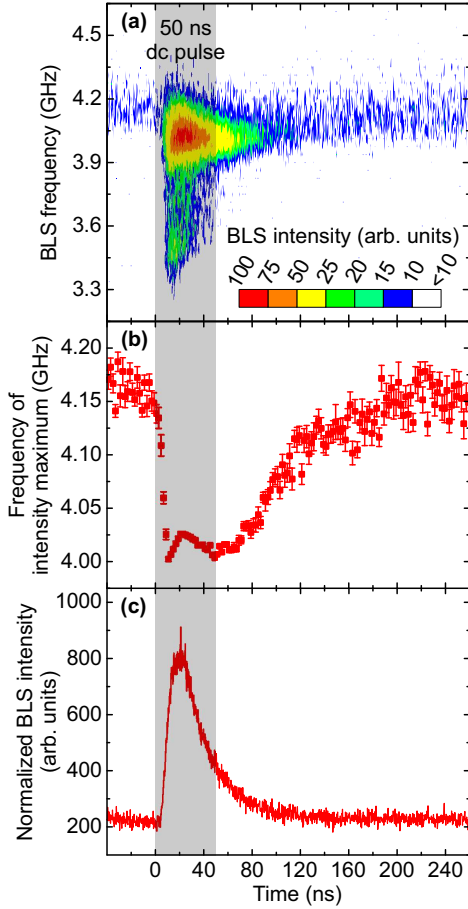 (a)
50 ns
dc pulse
4.5
4.2
3.9
3.6
3.3
BLS frequency (GHz)
BLS intensity (arb. units)
100
75
50
25
20
15
10
<10
(b)
4.20
4.15
4.10
4.05
4.00
Frequency of
intensity maximum (GHz)
(c)
1000
800
600
400
200
Normalized BLS intensity
(arb. units)
0 40 80 120 160 200 240
Time (ns)